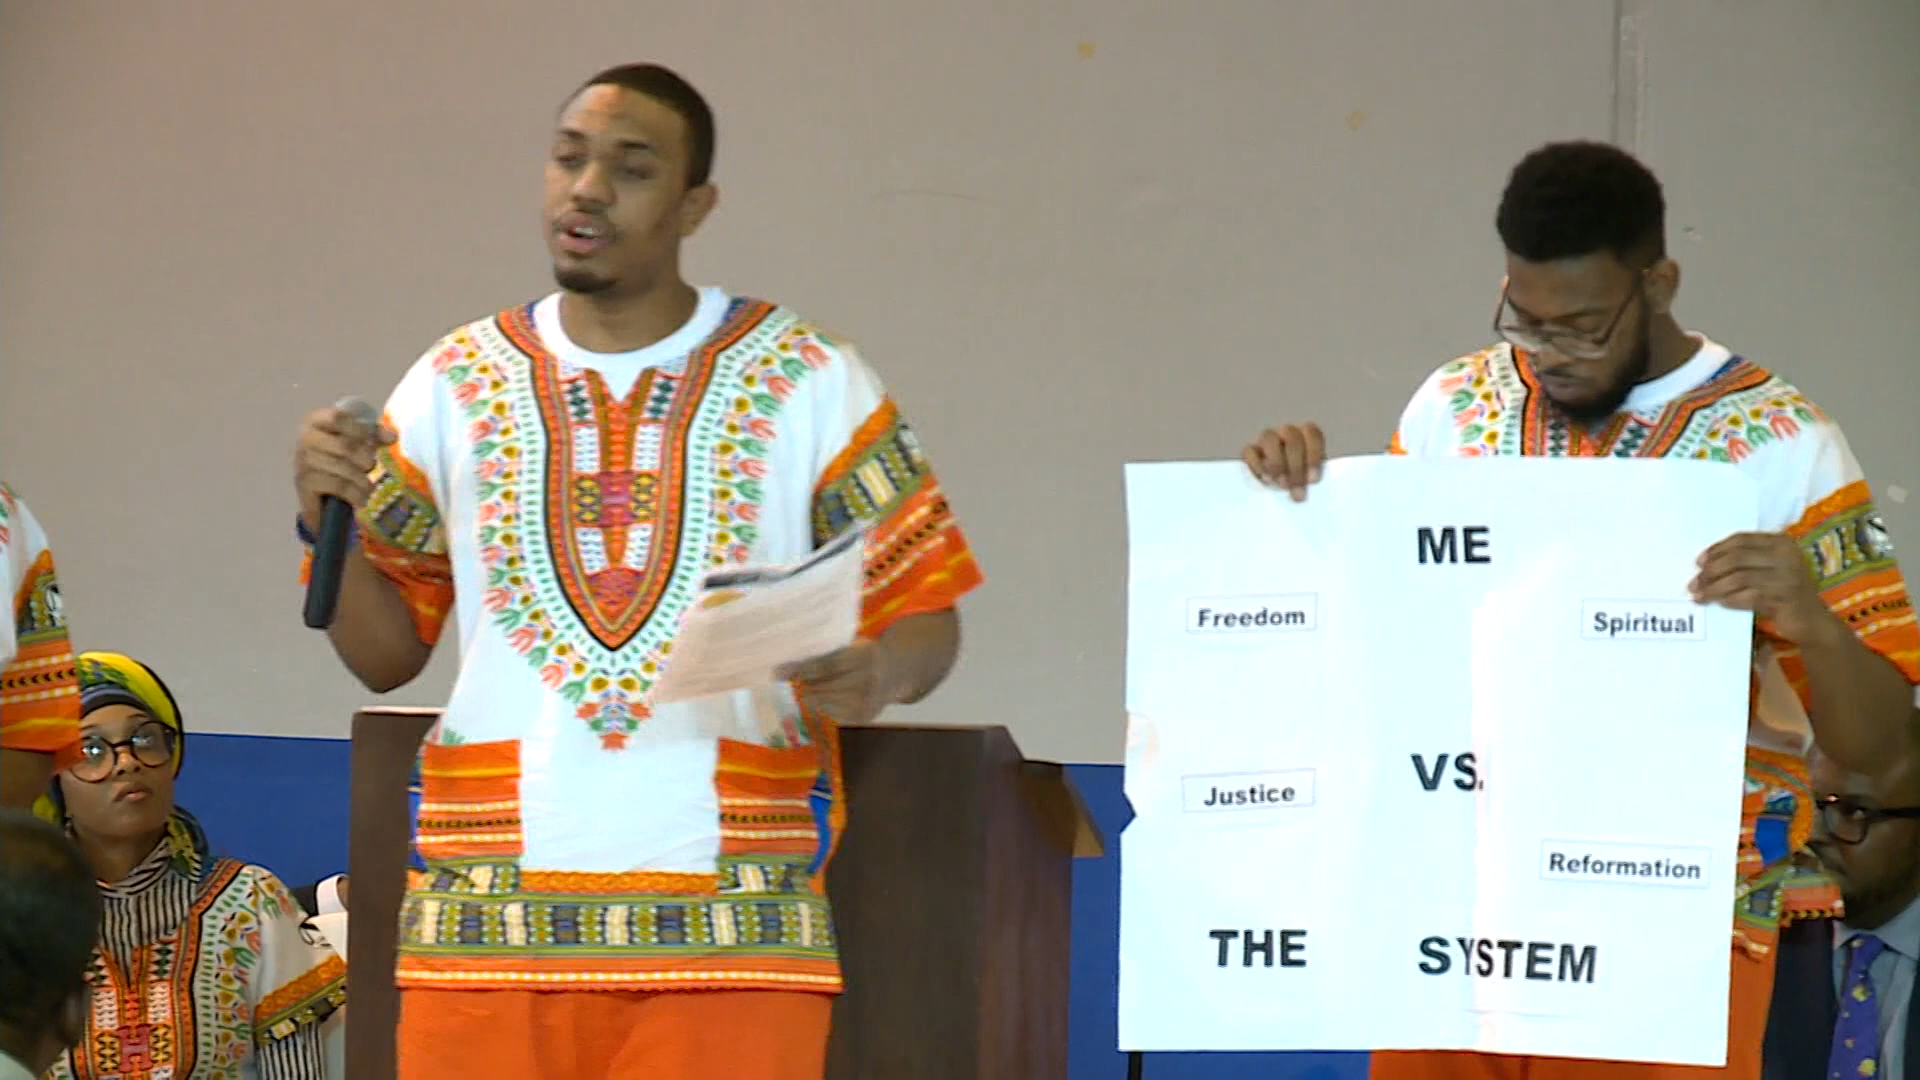 ME
Freedom
Spiritual
VS.
Justice
Reformation
THE SYSTEM